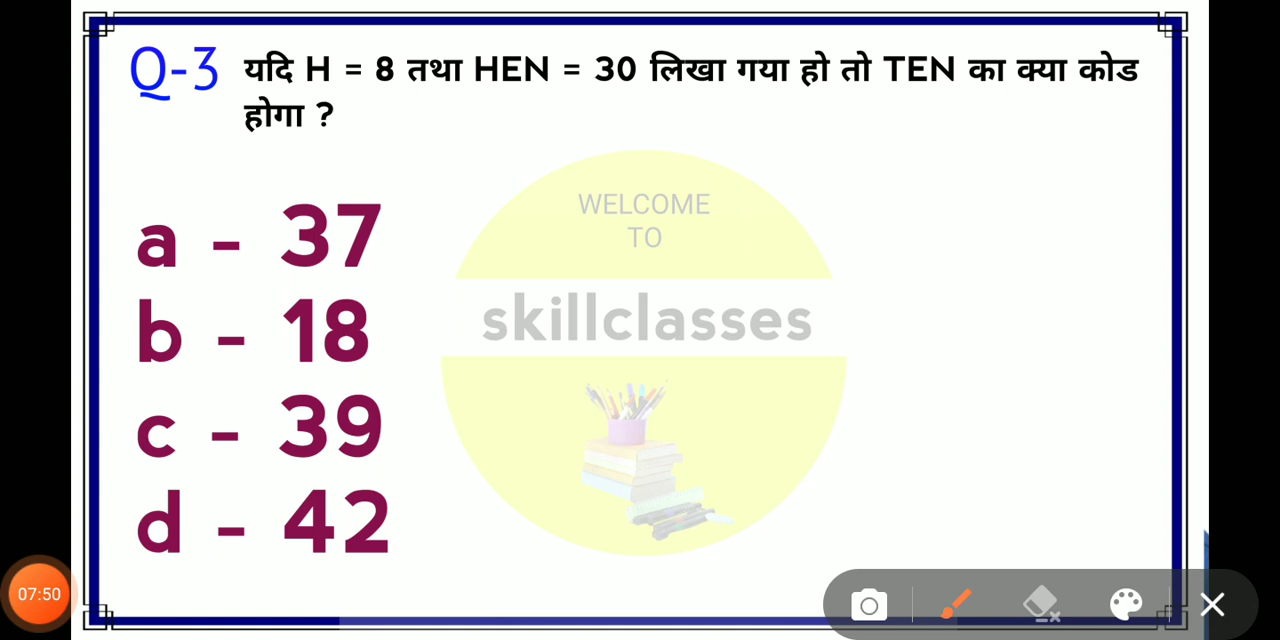 Q-3 यदि H = 8 तथा HEN = 30 लिखा गया हो तो TEN का क्या कोड
होगा ?
WELCOME
TO
skillclasses
a - 37
b - 18
c - 39
d - 42
07:50